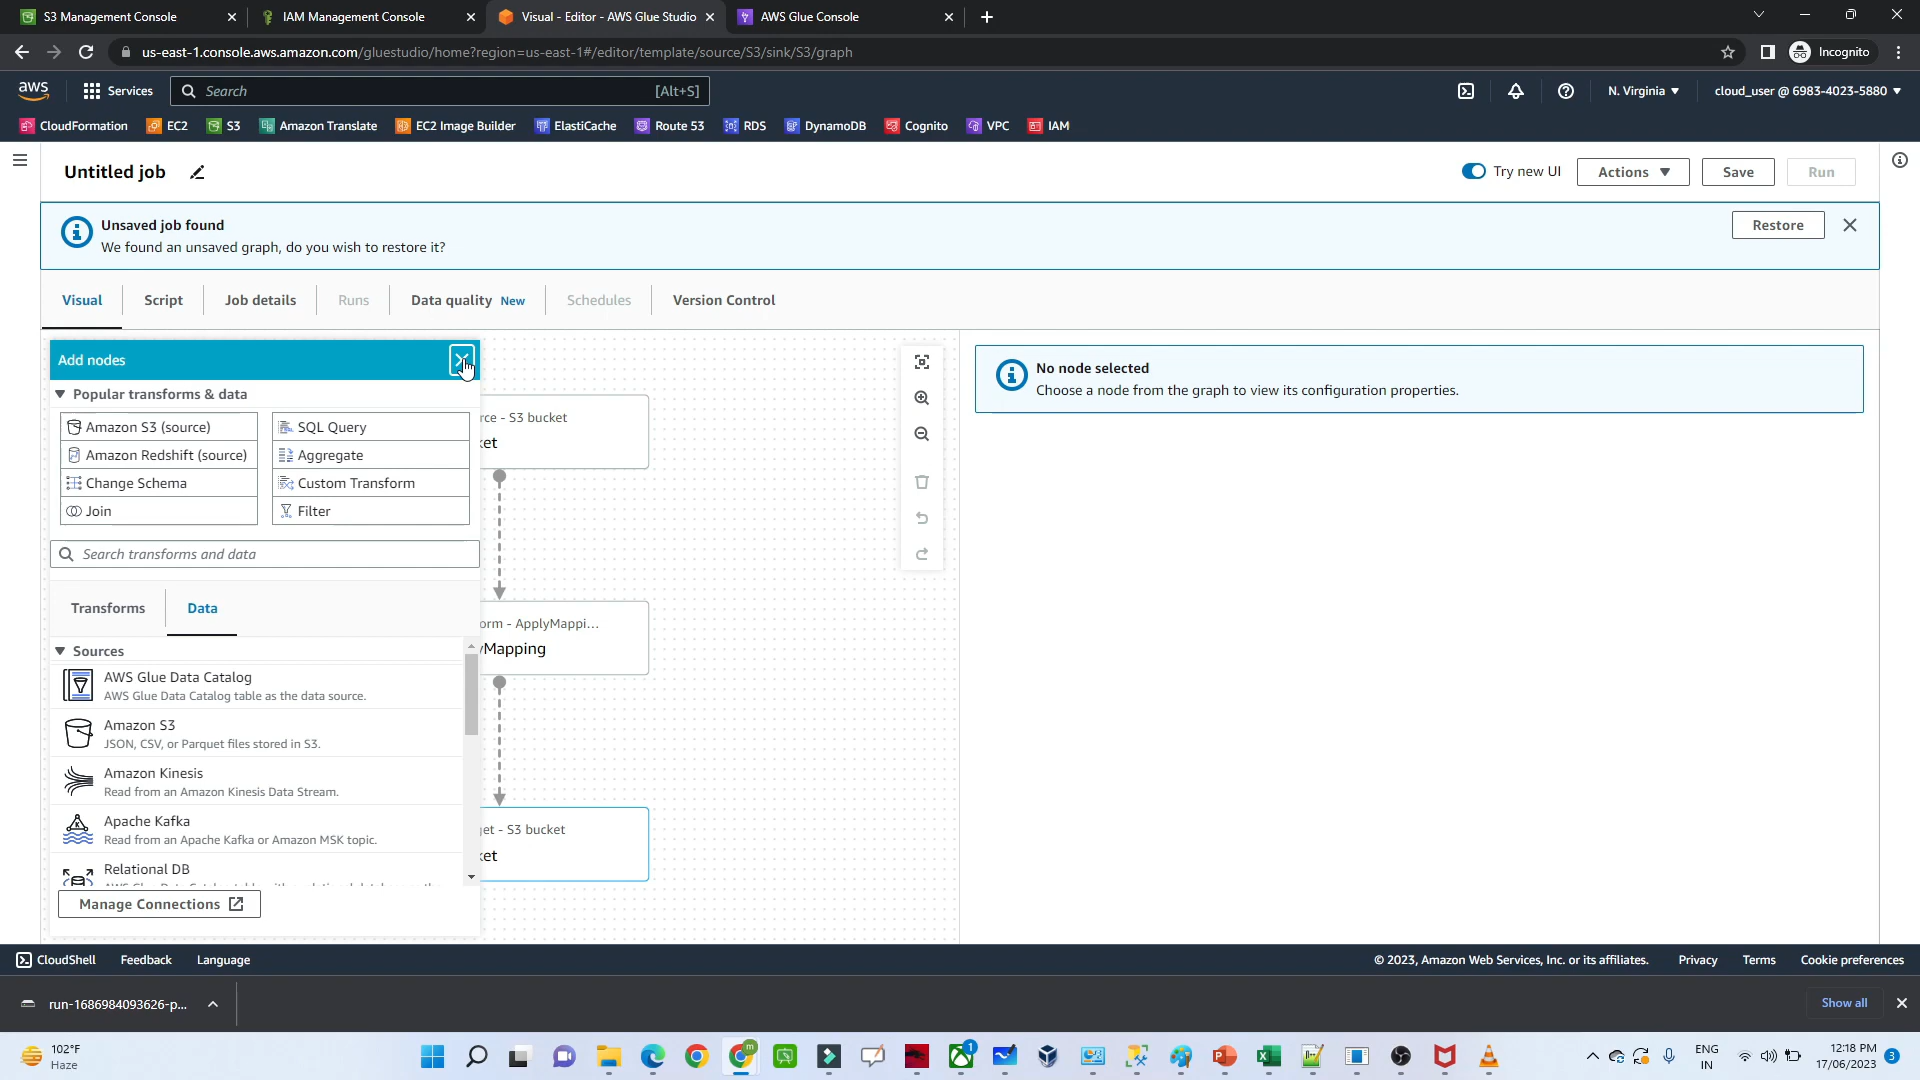 S3 Management Console
IAM Management Console
Visual - Editor - AWS Glue Studio
AWS Glue Console
us-east-1.console.aws.amazon.com/gluestudio/home?region=us-east-1#/editor/template/source/S3/sink/S3/graph
Incognito
aws
Services
Search
[Alt+S]
N. Virginia
cloud_user @ 6983-4023-5880
CloudFormation
EC2
S3
Amazon Translate
EC2 Image Builder
ElastiCache
Route 53
RDS
DynamoDB
Cognito
VPC
IAM
Untitled job
Try new UI
Actions
Save
Run
Unsaved job found
We found an unsaved graph, do you wish to restore it?
Restore
Visual
Script
Job details
Runs
Data quality New
Schedules
Version Control
Add nodes
Popular transforms & data
Amazon S3 (source)
SQL Query
Amazon Redshift (source)
Aggregate
Change Schema
Custom Transform
Join
Filter
Search transforms and data
Transforms
Data
Sources
AWS Glue Data Catalog
AWS Glue Data Catalog table as the data source.
Amazon S3
JSON, CSV, or Parquet files stored in S3.
Amazon Kinesis
Read from an Amazon Kinesis Data Stream.
Apache Kafka
Read from an Apache Kafka or Amazon MSK topic.
Relational DB
Manage Connections
rce - S3 bucket
ket
orm - ApplyMappi...
yMapping
get - S3 bucket
ket
No node selected
Choose a node from the graph to view its configuration properties.
CloudShell
Feedback
Language
© 2023, Amazon Web Services, Inc. or its affiliates.
Privacy
Terms
Cookie preferences
run-1686984093626-p...
Show all
102°F
Haze
m
1
ENG
IN
12:18 PM
17/06/2023
3